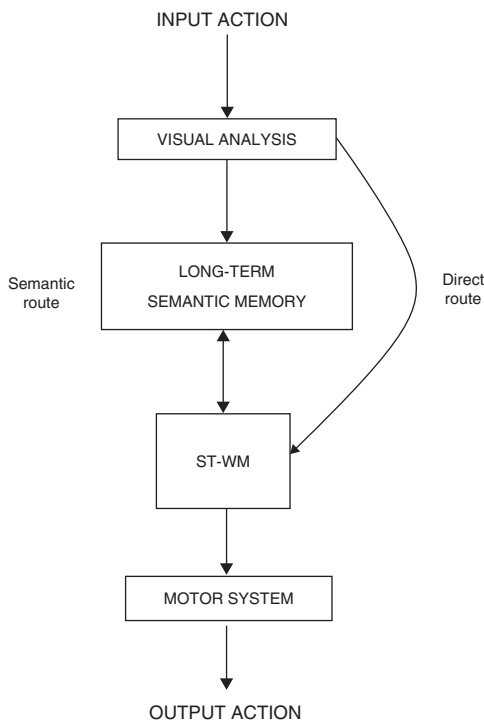 INPUT ACTION
VISUAL ANALYSIS
LONG-TERM
SEMANTIC MEMORY
Semantic
route
Direct
route
ST-WM
MOTOR SYSTEM
OUTPUT ACTION